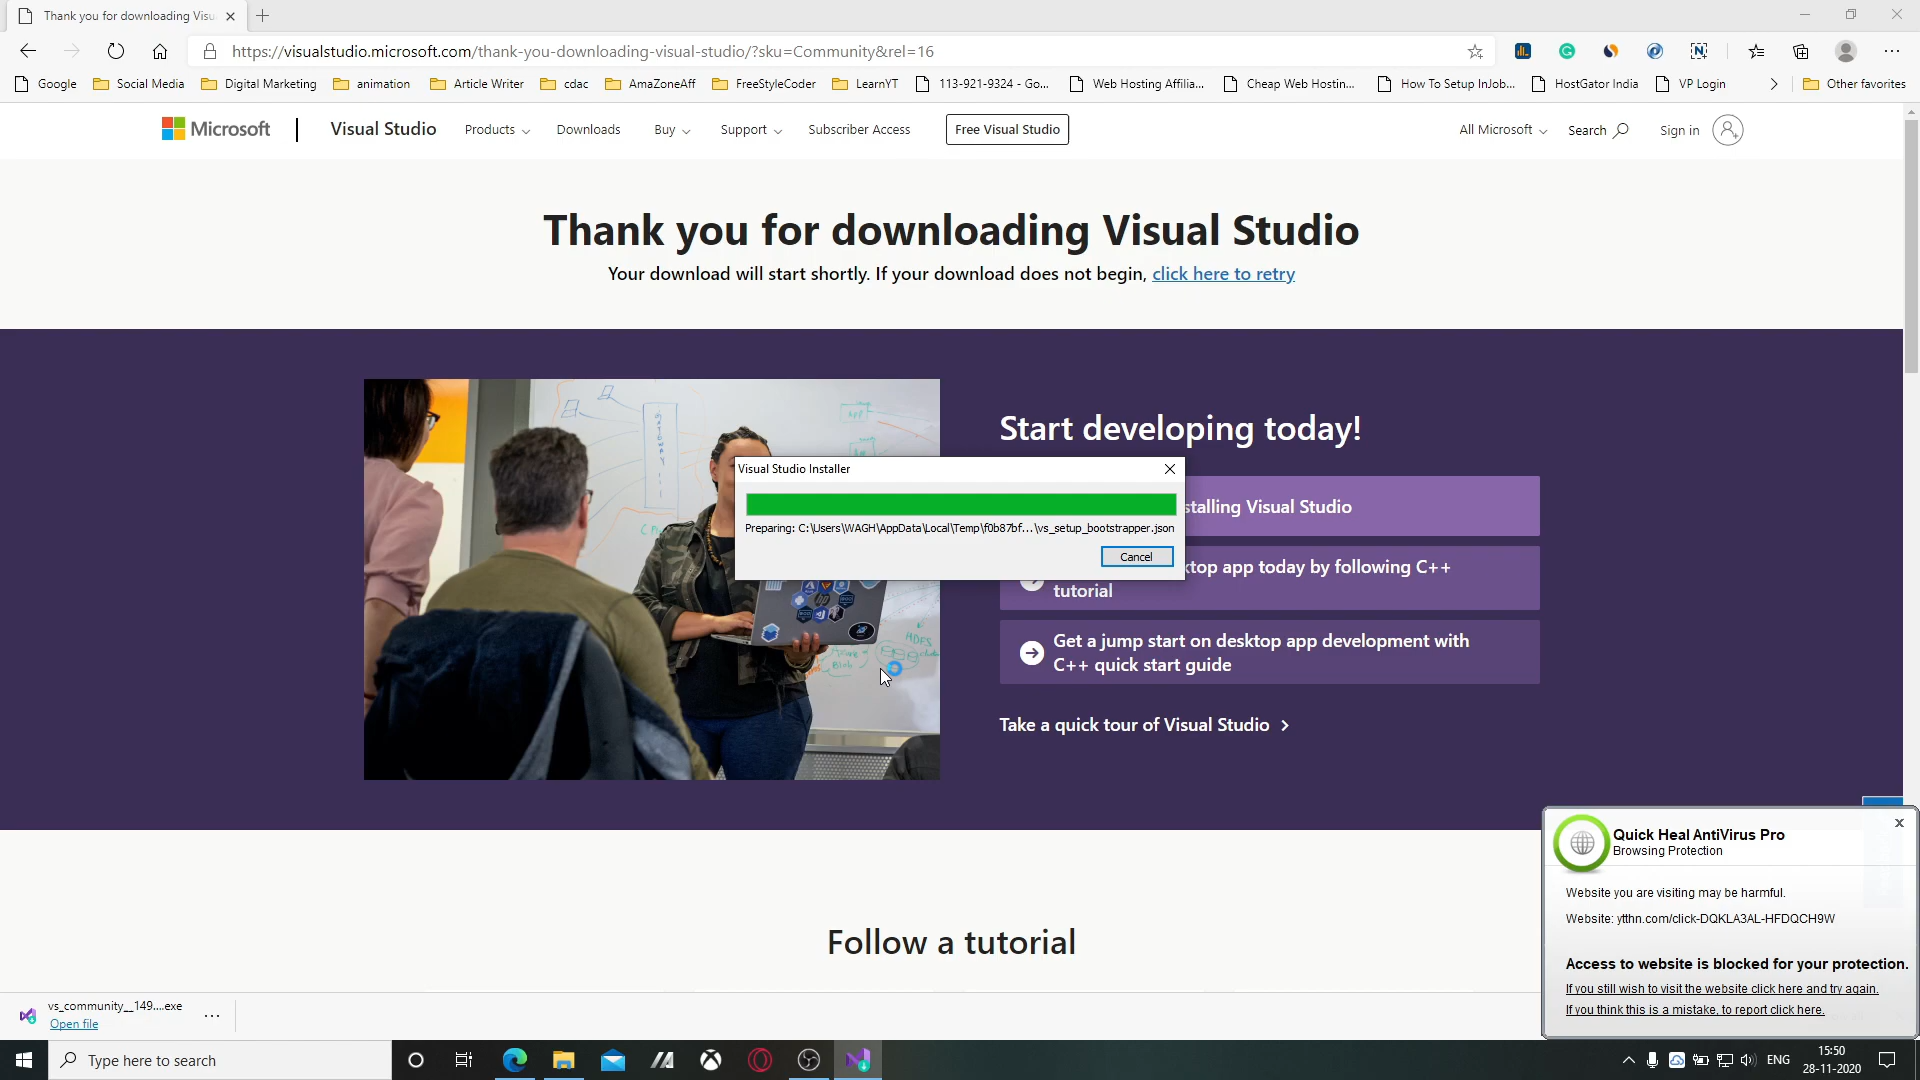 Thank you for downloading Visu
https://visualstudio.microsoft.com/thank-you-downloading-visual-studio/?sku=Community&rel=16
Google
Social Media
Digital Marketing
animation
Article Writer
cdac
AmaZoneAff
FreeStyleCoder
LearnYT
113-921-9324 - Go...
Web Hosting Affilia...
Cheap Web Hostin...
How To Setup InJob...
HostGator India
VP Login
Other favorites
Microsoft
Visual Studio
Products
Downloads
Buy
Support
Subscriber Access
Free Visual Studio
All Microsoft
Search
Sign in
Thank you for downloading Visual Studio
Your download will start shortly. If your download does not begin, click here to retry
Start developing today!
stalling Visual Studio
ktop app today by following C++
tutorial
Get a jump start on desktop app development with
C++ quick start guide
Take a quick tour of Visual Studio
Visual Studio Installer
Preparing: C:\Users\WAGH\AppData\Local\Temp\f0b87bf...\vs_setup_bootstrapper.json
Cancel
Follow a tutorial
Quick Heal AntiVirus Pro
Browsing Protection
Website you are visiting may be harmful.
Website: ytthn.com/click-DQKLA3AL-HFDQCH9W
Access to website is blocked for your protection.
If you still wish to visit the website click here and try again.
If you think this is a mistake, to report click here.
vs_community__149....exe
Open file
Type here to search
ENG
15:50
28-11-2020